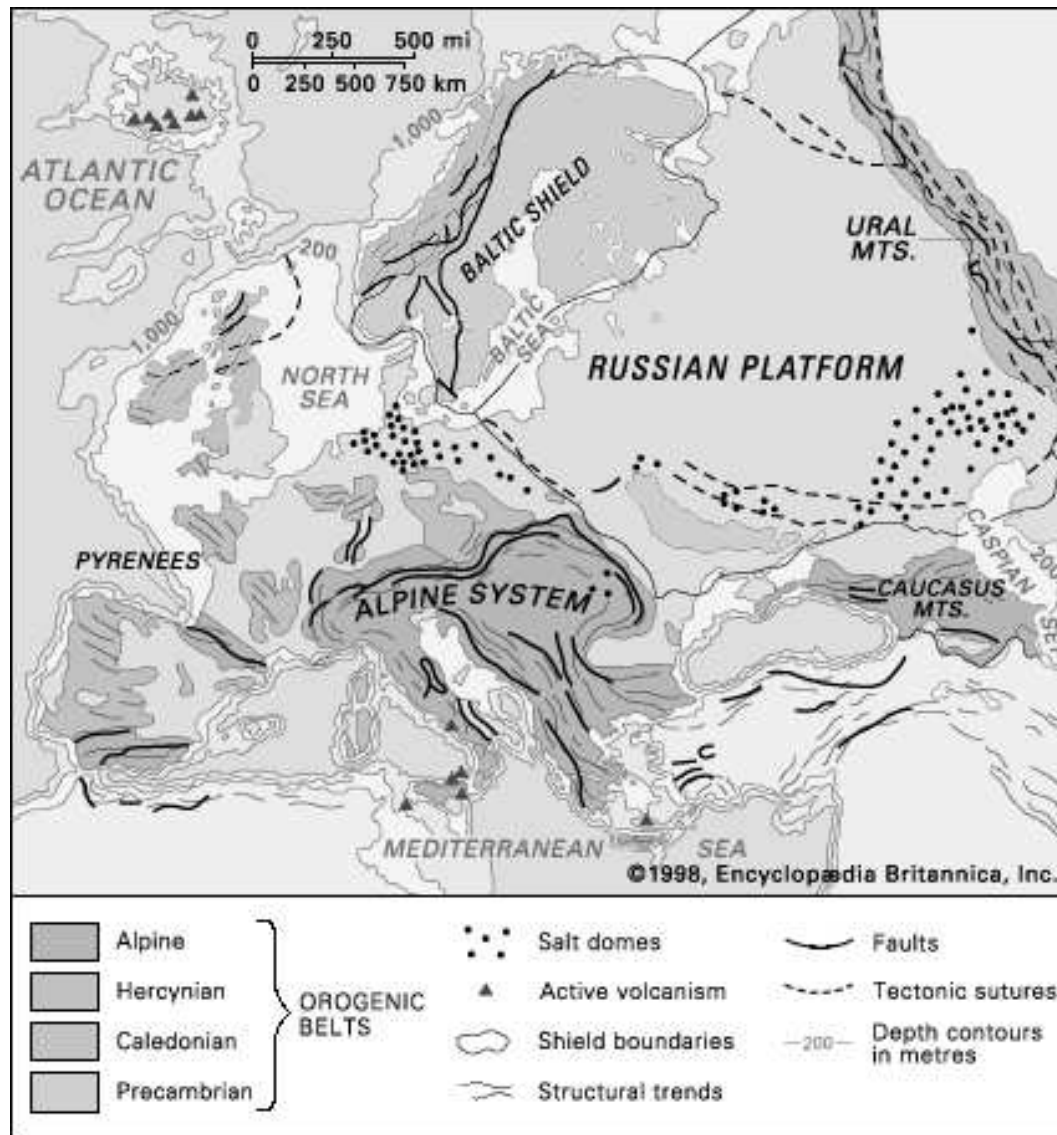 0 250 500 mi
0 250 500 750 km
1,000
ATLANTIC
OCEAN
BALTIC SHIELD
URAL
MTS.
200
1,000
BALTIC
SEA
NORTH
SEA
RUSSIAN PLATFORM
PYRENEES
CASPIAN SEA
200
ALPINE SYSTEM
CAUCASUS
MTS.
MEDITERRANEAN SEA
©1998, Encyclopædia Britannica, Inc.
Alpine
Hercynian
Caledonian
Precambrian
OROGENIC
BELTS
Salt domes
Active volcanism
Shield boundaries
Structural trends
Faults
Tectonic sutures
—200— Depth contours
in metres